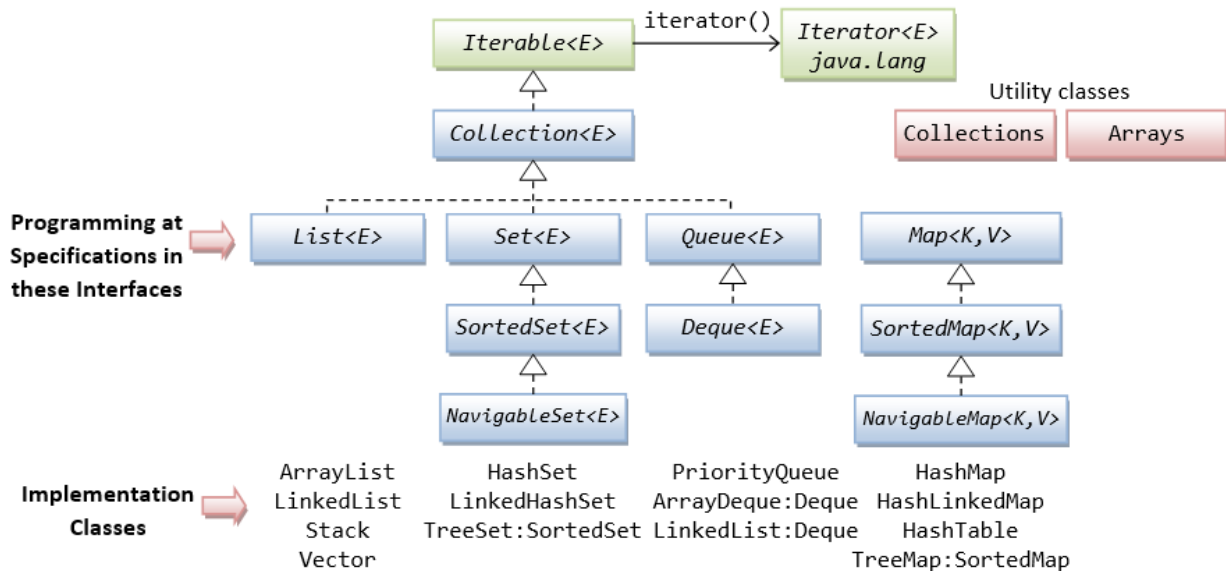 Iterable<E>
iterator()
Iterator<E>
java.lang
Utility classes
Collection<E>
Collections
Arrays
Programming at
Specifications in
these Interfaces
List<E>
Set<E>
Queue<E>
Map<K,V>
SortedSet<E>
Deque<E>
SortedMap<K,V>
NavigableSet<E>
NavigableMap<K,V>
Implementation
Classes
ArrayList
LinkedList
Stack
Vector
HashSet
LinkedHashSet
TreeSet:SortedSet
PriorityQueue
ArrayDeque:Deque
LinkedList:Deque
HashMap
HashLinkedMap
HashTable
TreeMap:SortedMap